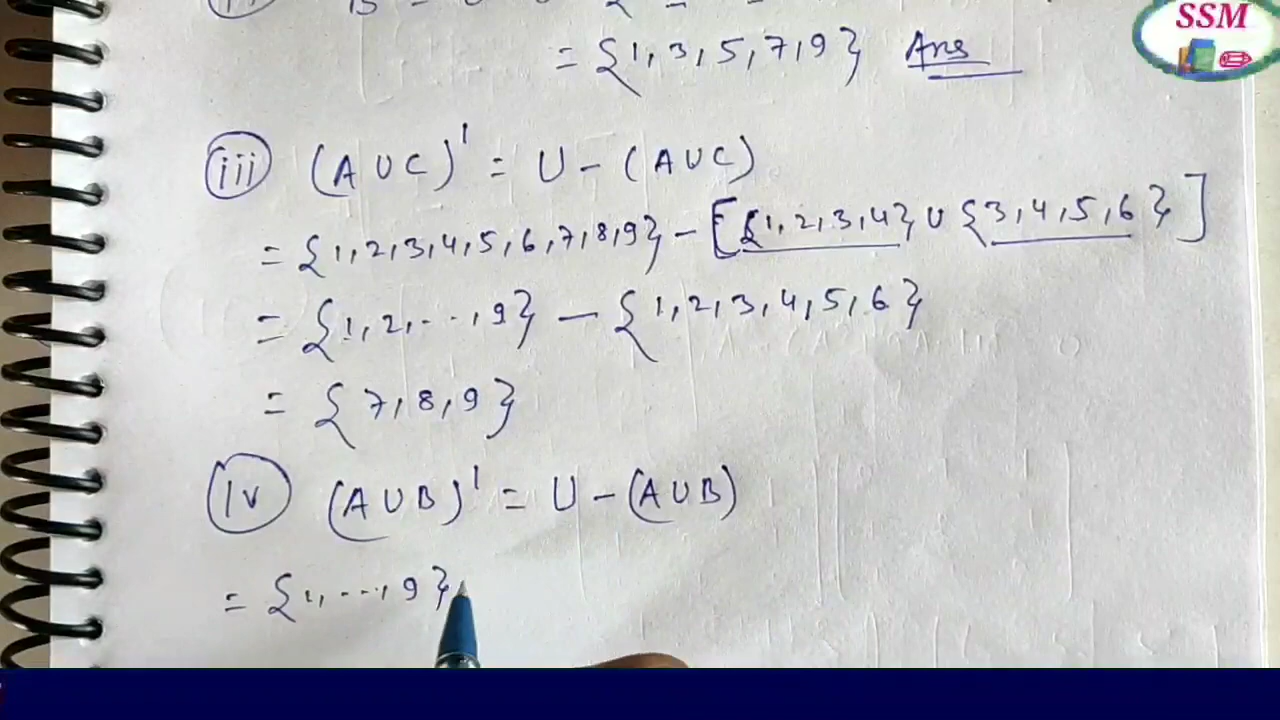 SSM
= {1, 3, 5, 7, 9} Ans
(iii) (A ∪ C)' = U - (A ∪ C)
= {1, 2, 3, 4, 5, 6, 7, 8, 9} - [{1, 2, 3, 4} ∪ {3, 4, 5, 6}]
= {1, 2, ..., 9} - {1, 2, 3, 4, 5, 6}
= {7, 8, 9}
(iv) (A ∪ B)' = U - (A ∪ B)
= {1, ..., 9}